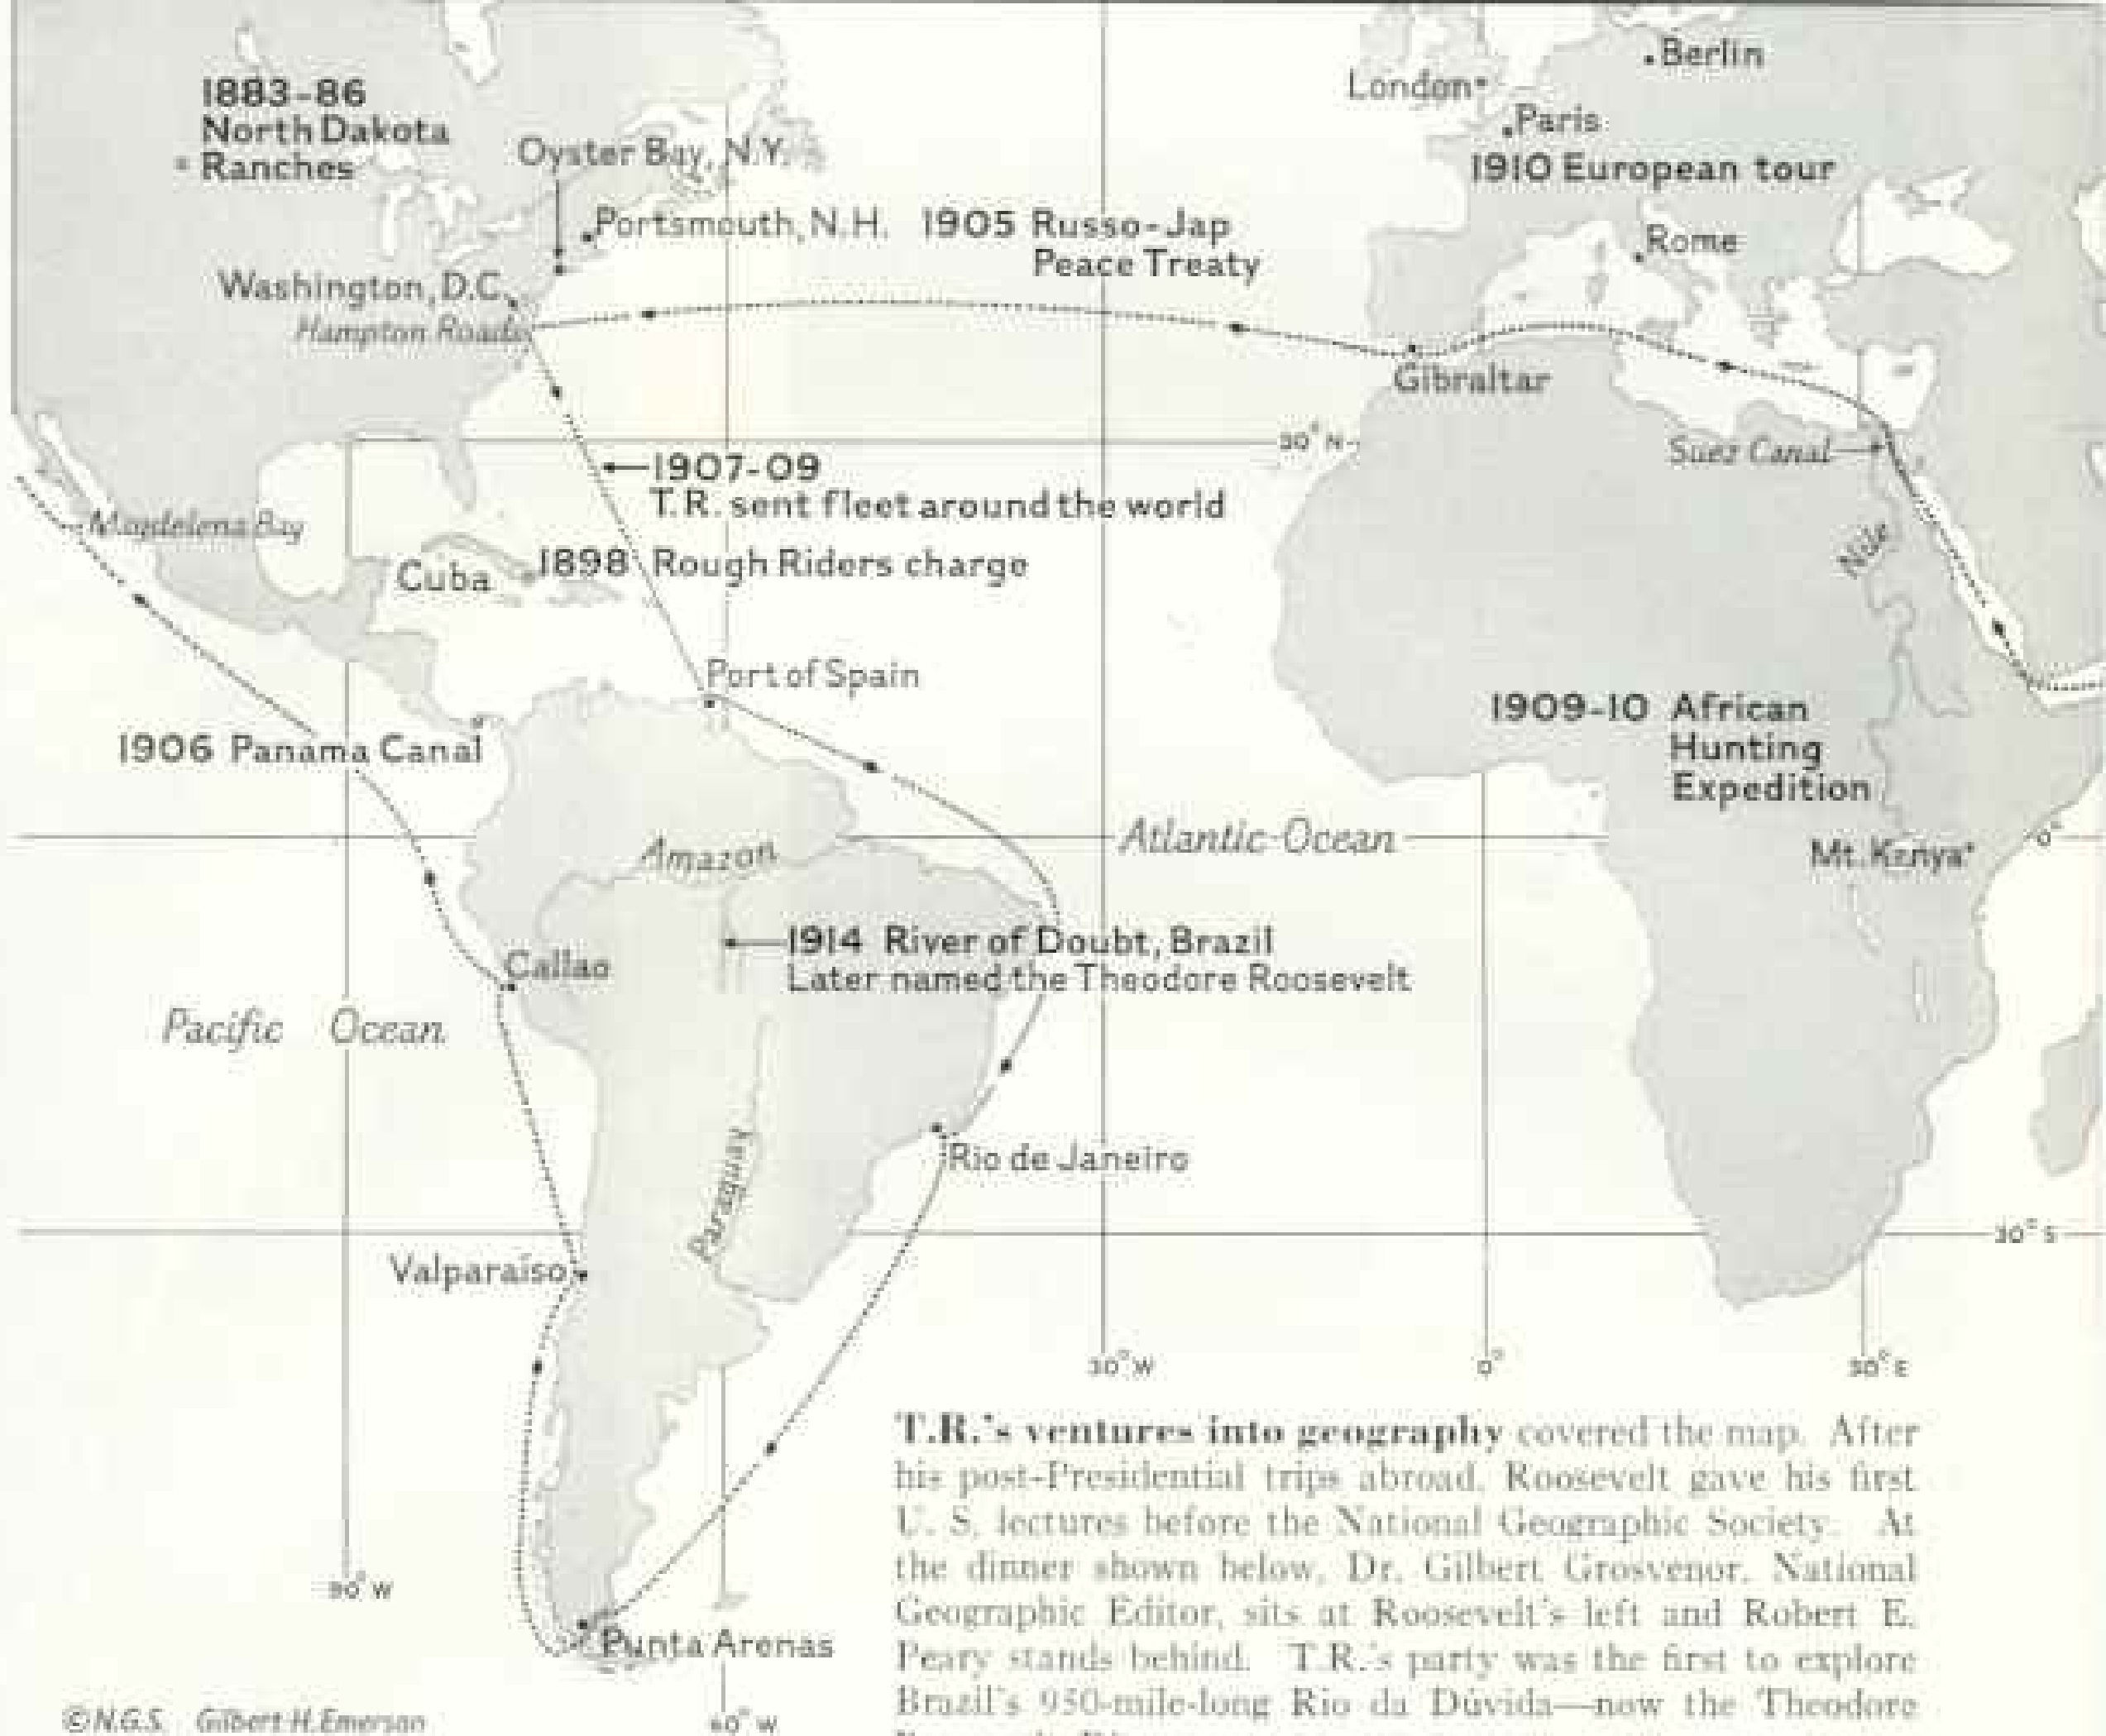 1883-86
North Dakota
Ranches
Oyster Bay, N.Y.
Portsmouth, N.H.
1905 Russo-Jap
Peace Treaty
Washington, D.C.
Hampton Roads
London
Berlin
Paris
1910 European tour
Rome
Gibraltar
Suez Canal
30° N
1907-09
T.R. sent fleet around the world
Magdelena Bay
Cuba
1898 Rough Riders charge
Nile
Port of Spain
1909-10 African
Hunting
Expedition
1906 Panama Canal
Amazon
Atlantic Ocean
0°
Mt. Kenya
1914 River of Doubt, Brazil
Later named the Theodore Roosevelt
Callao
Pacific Ocean
Paraná
Rio de Janeiro
30° S
Valparaiso
30° W
0°
30° E
90° W
Punta Arenas
60° W
T.R.'s ventures into geography covered the map. After
his post-Presidential trips abroad, Roosevelt gave his first
U. S. lectures before the National Geographic Society. At
the dinner shown below, Dr. Gilbert Grosvenor, National
Geographic Editor, sits at Roosevelt's left and Robert E.
Peary stands behind. T.R.'s party was the first to explore
Brazil's 950-mile-long Rio da Dúvida—now the Theodore
©N.G.S. Gilbert H. Emerson